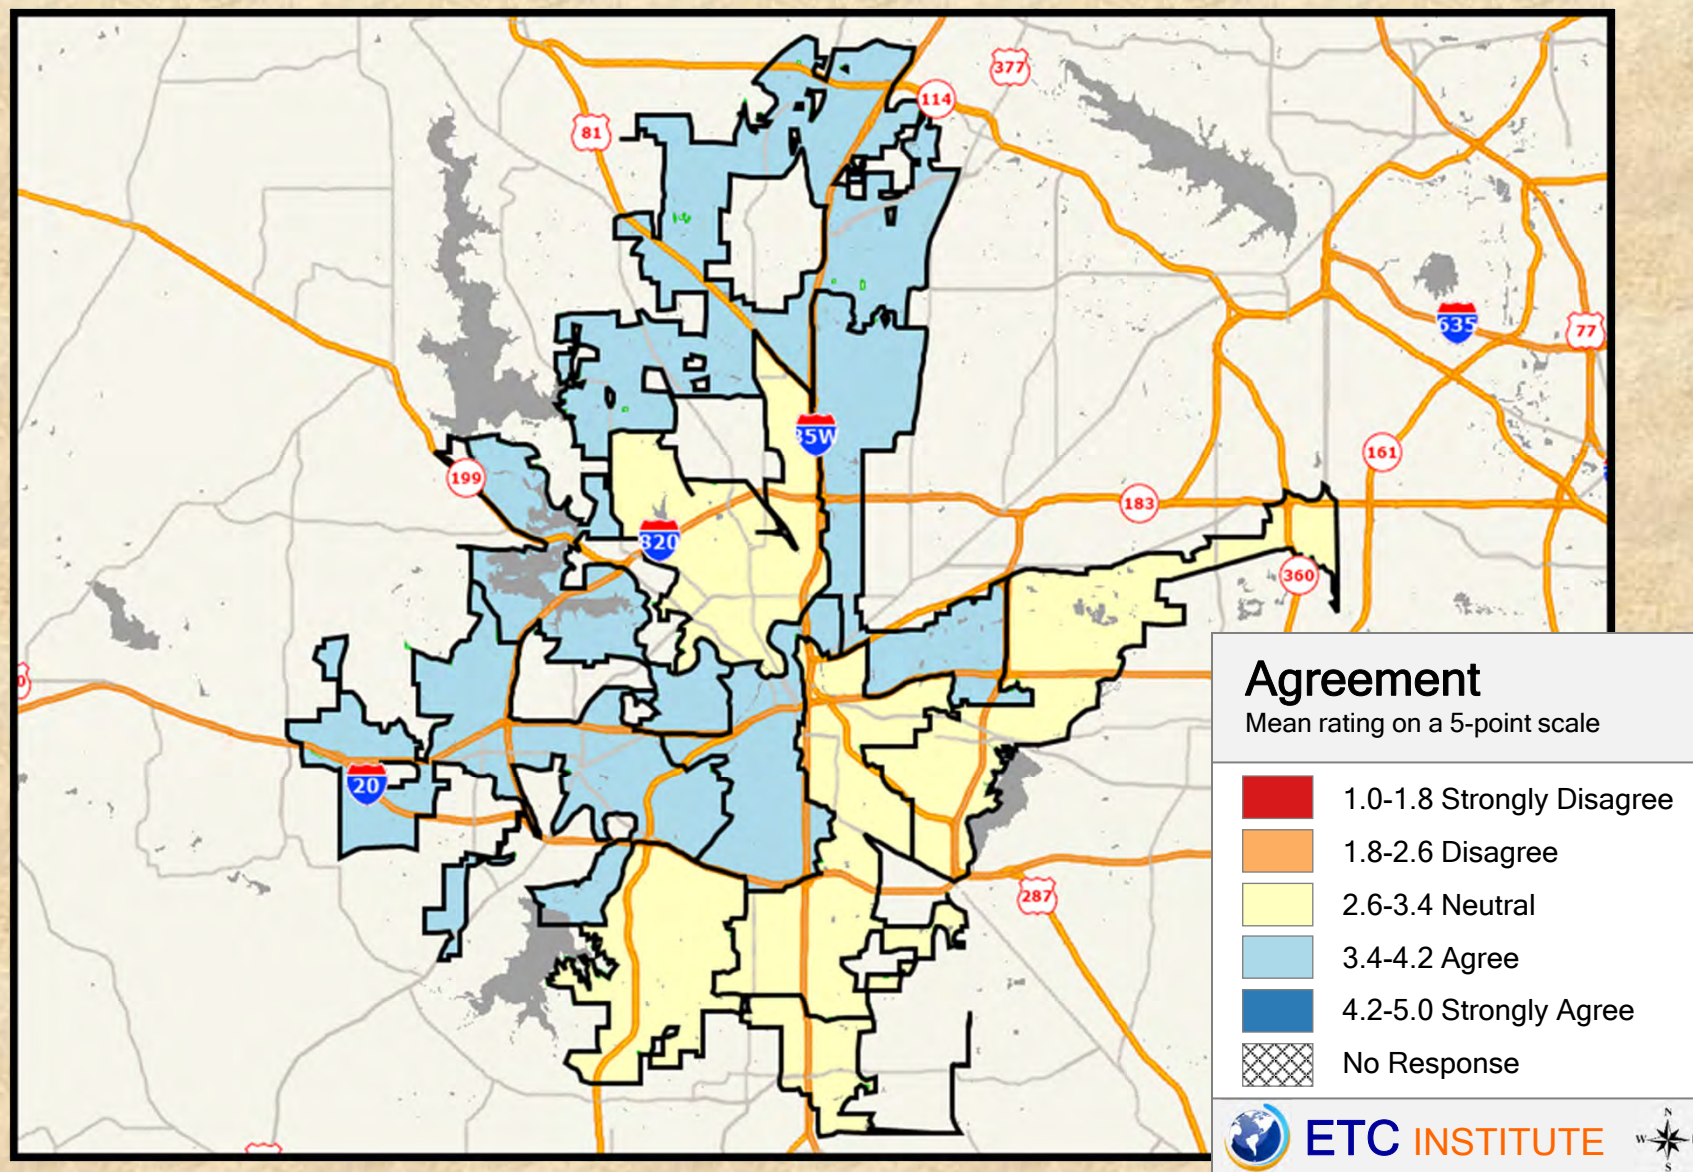 377
114
81
635
77
35W
161
199
183
820
360
0
20
287
Agreement
Mean rating on a 5-point scale
1.0-1.8 Strongly Disagree
1.8-2.6 Disagree
2.6-3.4 Neutral
3.4-4.2 Agree
4.2-5.0 Strongly Agree
No Response
ETC INSTITUTE
N
W
S